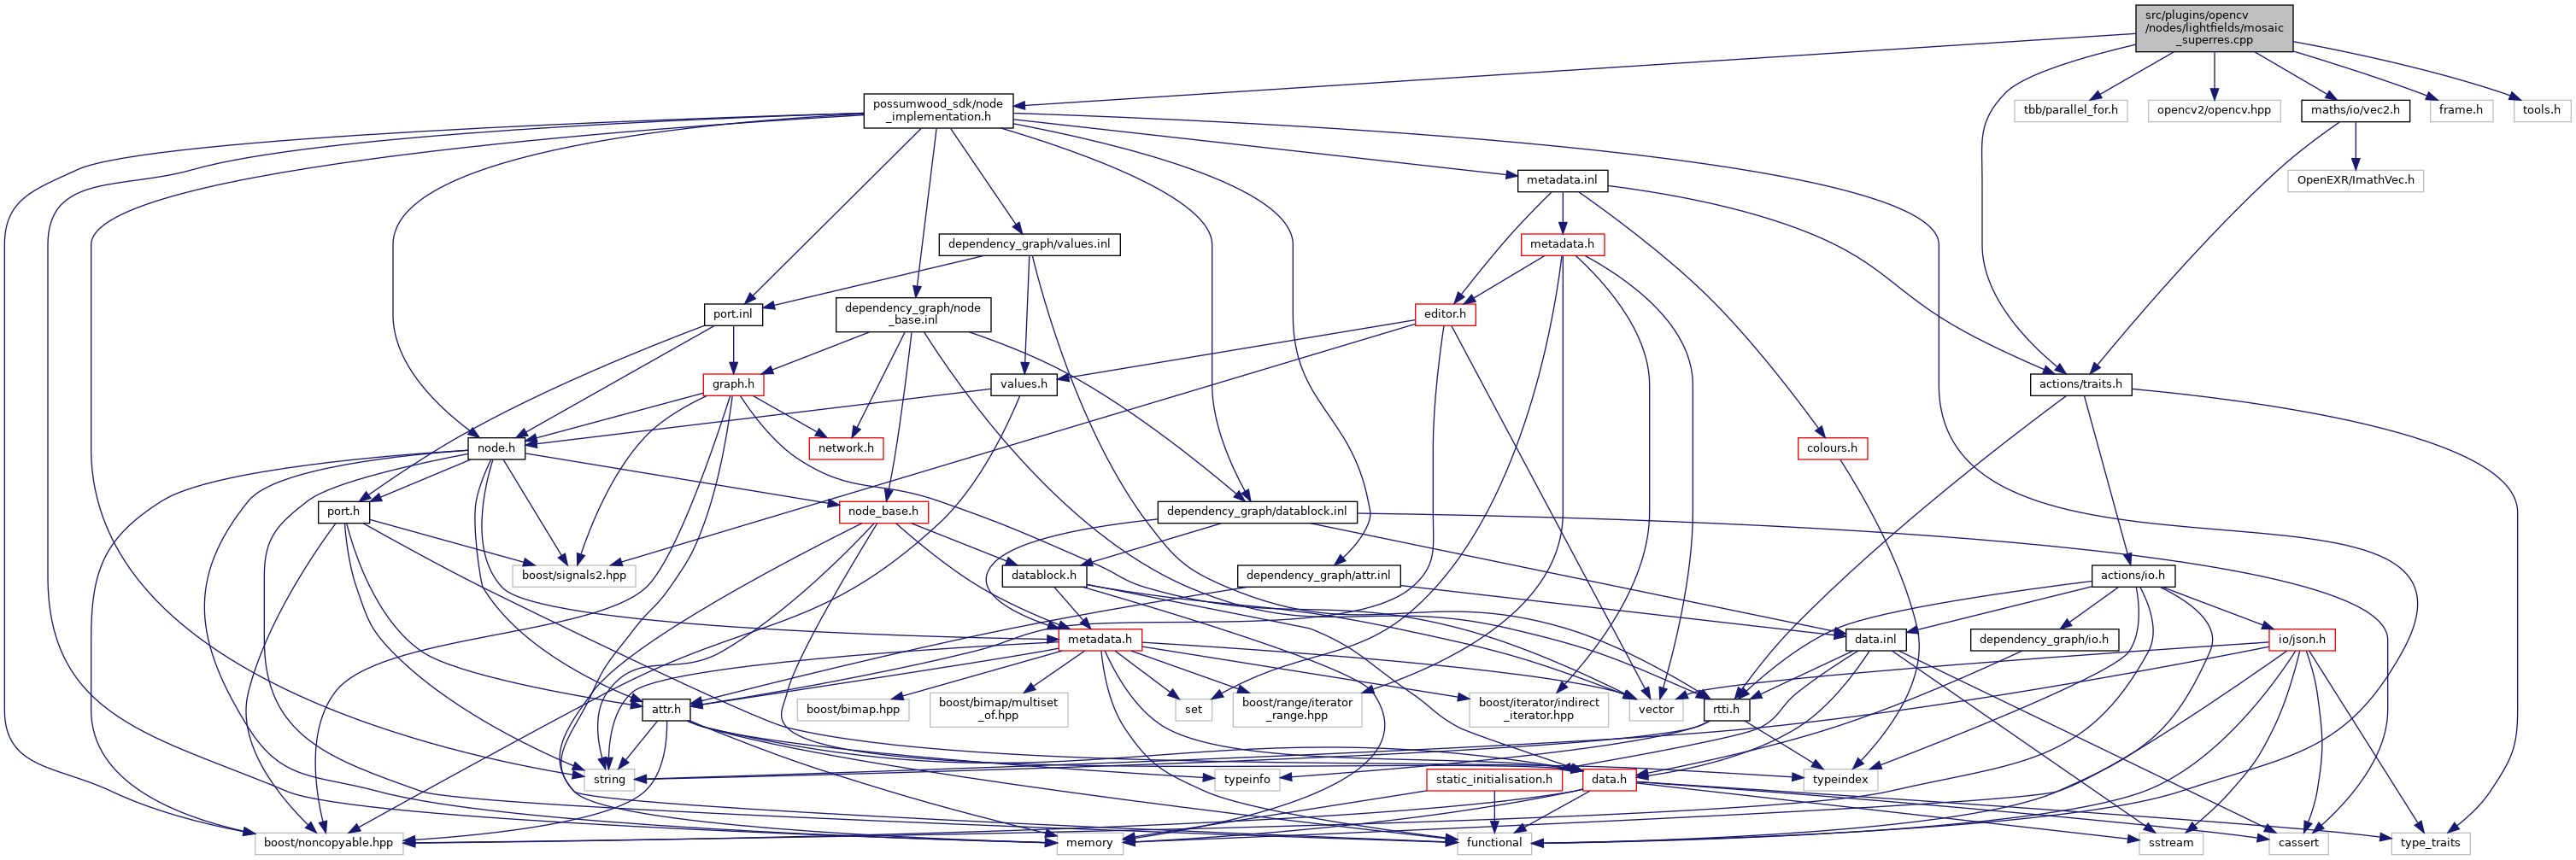 src/plugins/opencv
/nodes/lightfields/mosaic
_superres.cpp
possumwood_sdk/node
_implementation.h
tbb/parallel_for.h
opencv2/opencv.hpp
maths/io/vec2.h
frame.h
tools.h
metadata.inl
OpenEXR/ImathVec.h
dependency_graph/values.inl
metadata.h
port.inl
dependency_graph/node
_base.inl
editor.h
graph.h
values.h
actions/traits.h
node.h
network.h
colours.h
port.h
node_base.h
dependency_graph/datablock.inl
boost/signals2.hpp
datablock.h
dependency_graph/attr.inl
actions/io.h
metadata.h
data.inl
dependency_graph/io.h
io/json.h
attr.h
boost/bimap.hpp
boost/bimap/multiset
_of.hpp
set
boost/range/iterator
_range.hpp
boost/iterator/indirect
_iterator.hpp
vector
rtti.h
string
typeinfo
static_initialisation.h
data.h
typeindex
boost/noncopyable.hpp
memory
functional
sstream
cassert
type_traits